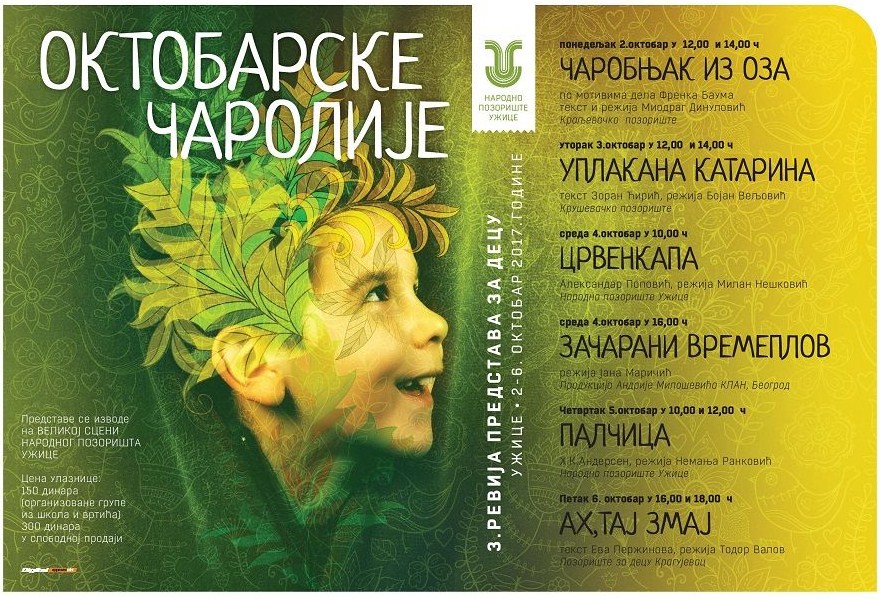 ОКТОБАРСКЕ
ЧАРОЛИЈЕ
НАРОДНО
ПОЗОРИШТЕ
УЖИЦЕ
3. РЕВИЈА ПРЕДСТАВА ЗА ДЕЦУ
УЖИЦЕ • 2-6. ОКТОБАР 2017. ГОДИНЕ
Представе се изводе
на ВЕЛИКОЈ СЦЕНИ
НАРОДНОГ ПОЗОРИШТА
УЖИЦЕ
Цена улазнице:
150 динара
(организоване групе
из школа и вртића)
300 динара
У слободној продаји
Digital
понедељак 2.октобар у 12,00 и 14,00 ч
ЧАРОБЊАК ИЗ ОЗА
по мотивима дела Френка Баума
текст и режија Миодраг Динуловић
Краљевачко позориште
уторак 3.октобар у 12,00 и 14,00 ч
УПЛАКАНА КАТАРИНА
текст Зоран Ћирић, режија Бојан Вељовић
Крушевачко позориште
среда 4.октобар у 10,00 ч
ЦРВЕНКАПА
Александар Поповић, режија Милан Нешковић
Народно позориште Ужице
среда 4.октобар у 16,00 ч
ЗАЧАРАНИ ВРЕМЕПЛОВ
режија Јана Маричић
Продукција Андрије Милошевића КЛАН, Београд
Четвртак 5.октобар у 10,00 и 12,00 ч
ПАЛЧИЦА
Х.К.Андерсен, режија Немања Ранковић
Народно позориште Ужице
Петак 6. октобар у 16,00 и 18,00 ч
АХ,ТАЈ ЗМАЈ
текст Ева Пержинова, режија Тодор Валов
Позориште за децу Крагујевац